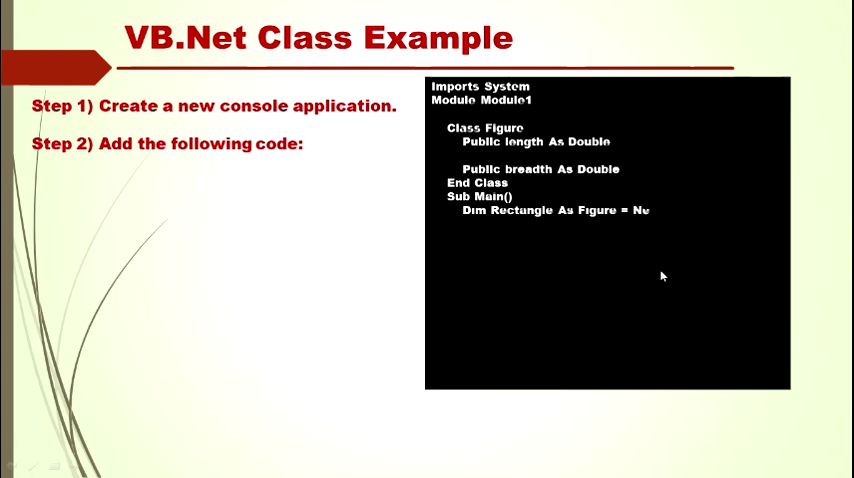 VB.Net Class Example
Step 1) Create a new console application.
Step 2) Add the following code:
Imports System
Module Module1
Class Figure
Public length As Double
Public breadth As Double
End Class
Sub Main()
Dim Rectangle As Figure = Ne